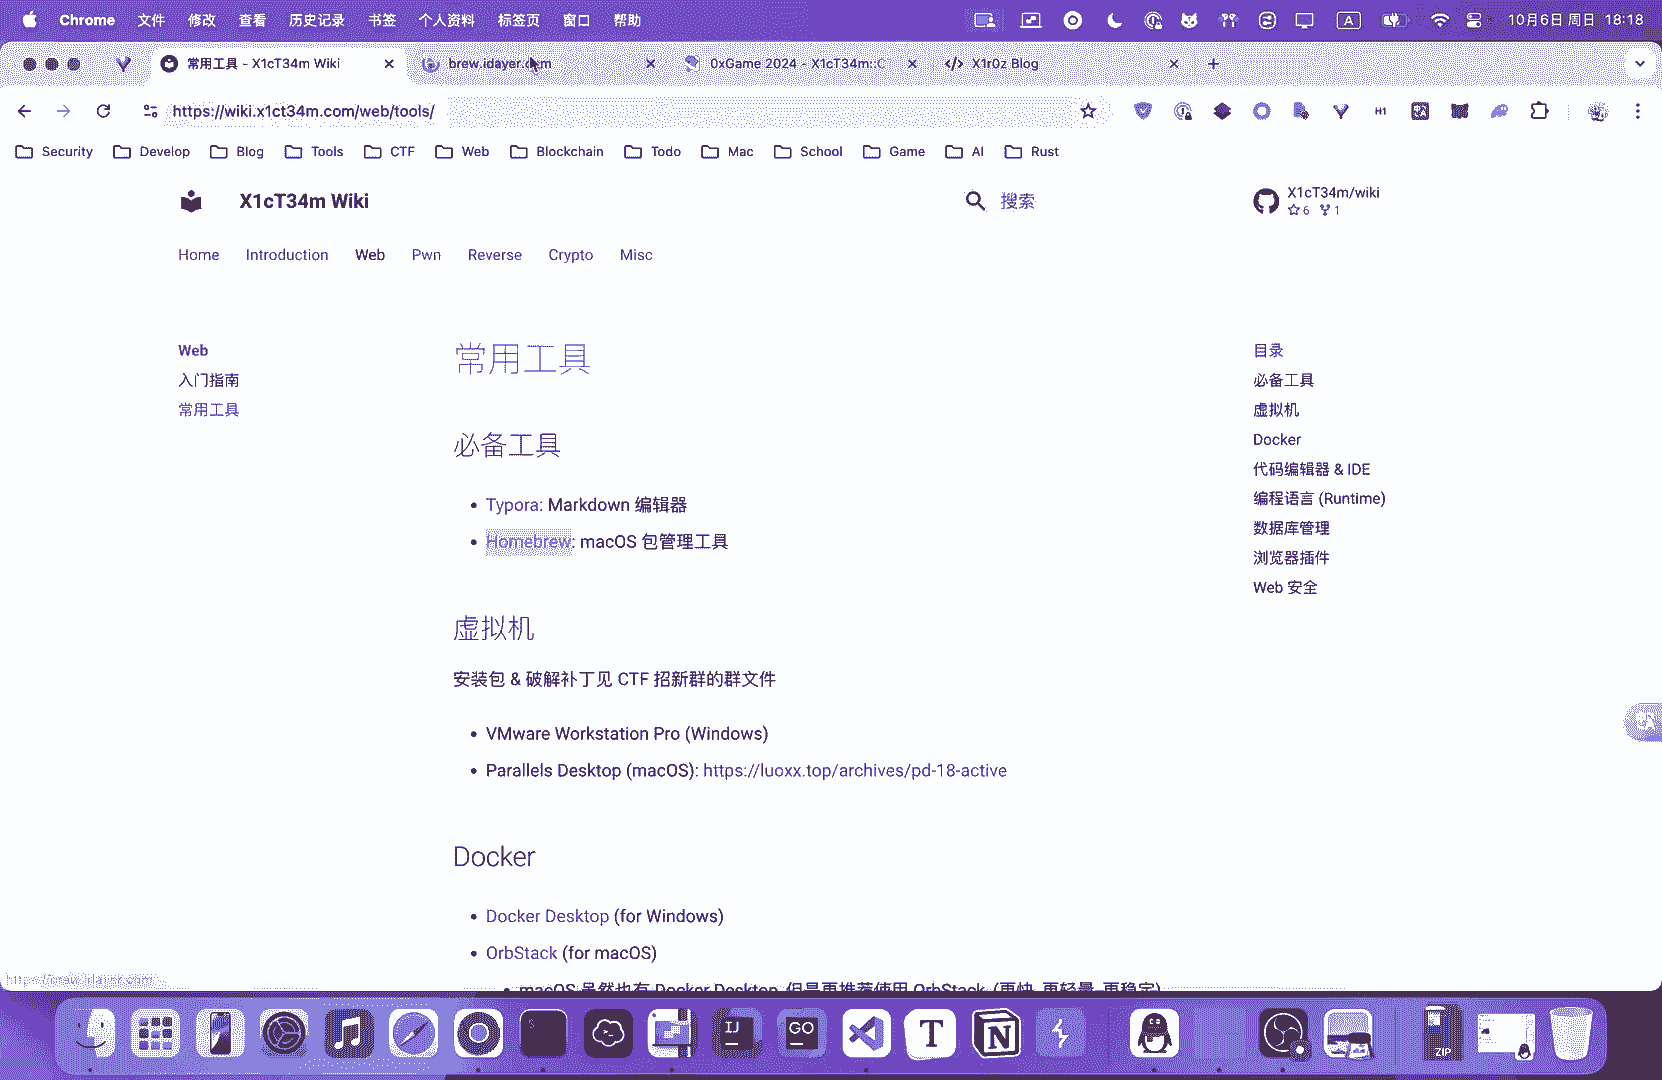 Chrome 文件 修改 查看 历史记录 书签 个人资料 标签页 窗口 帮助 A 10月6日 周日 18:18
常用工具 - X1cT34m Wiki brew.idayer.com 0xGame 2024 - X1cT34m::C </> X1r0z Blog
https://wiki.x1ct34m.com/web/tools/ H1
Security Develop Blog Tools CTF Web Blockchain Todo Mac School Game AI Rust
X1cT34m Wiki 搜索 X1cT34m/wiki
6 1
Home Introduction Web Pwn Reverse Crypto Misc
Web
入门指南
常用工具
常用工具
必备工具
Typora: Markdown 编辑器
Homebrew: macOS 包管理工具
虚拟机
安装包 & 破解补丁见 CTF 招新群的群文件
VMware Workstation Pro (Windows)
Parallels Desktop (macOS): https://luoxx.top/archives/pd-18-active
Docker
Docker Desktop (for Windows)
OrbStack (for macOS)
macOS 虽然也有 Docker Desktop, 但是更推荐使用 OrbStack (更快, 更轻量, 更稳定)
目录
必备工具
虚拟机
Docker
代码编辑器 & IDE
编程语言 (Runtime)
数据库管理
浏览器插件
Web 安全
https://brew.idayer.com
IJ GO T N ZIP